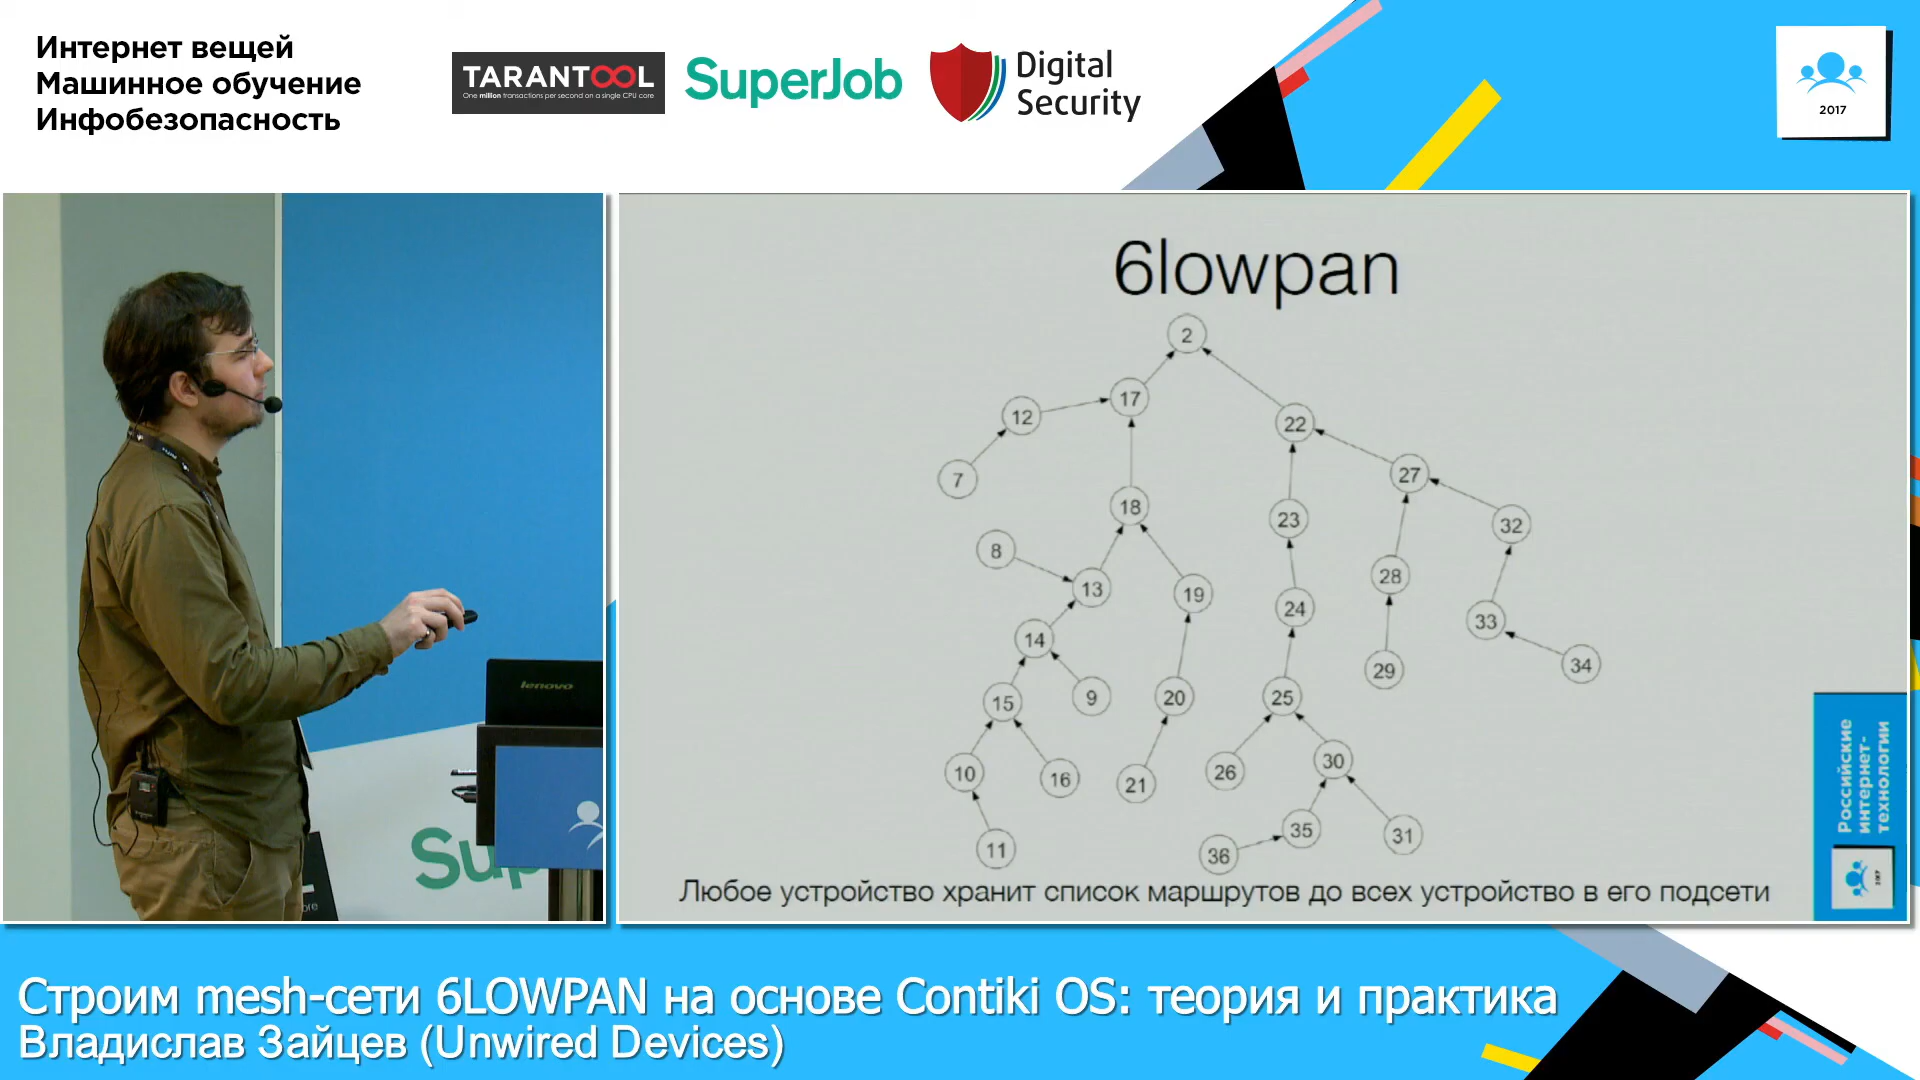 Интернет вещей
Машинное обучение
Инфобезопасность
TARANTOOL
One million transactions per second on a single CPU core
SuperJob
Digital
Security
2017
6lowpan
2
17
12
22
7
27
18
23
32
8
13
19
28
24
33
14
29
34
15
9
20
25
10
16
21
26
30
11
36
35
31
Любое устройство хранит список маршрутов до всех устройство в его подсети
Российские
интернет-
технологии
lenovo
Sup
ore
Строим mesh-сети 6LOWPAN на основе Contiki OS: теория и практика
Владислав Зайцев (Unwired Devices)